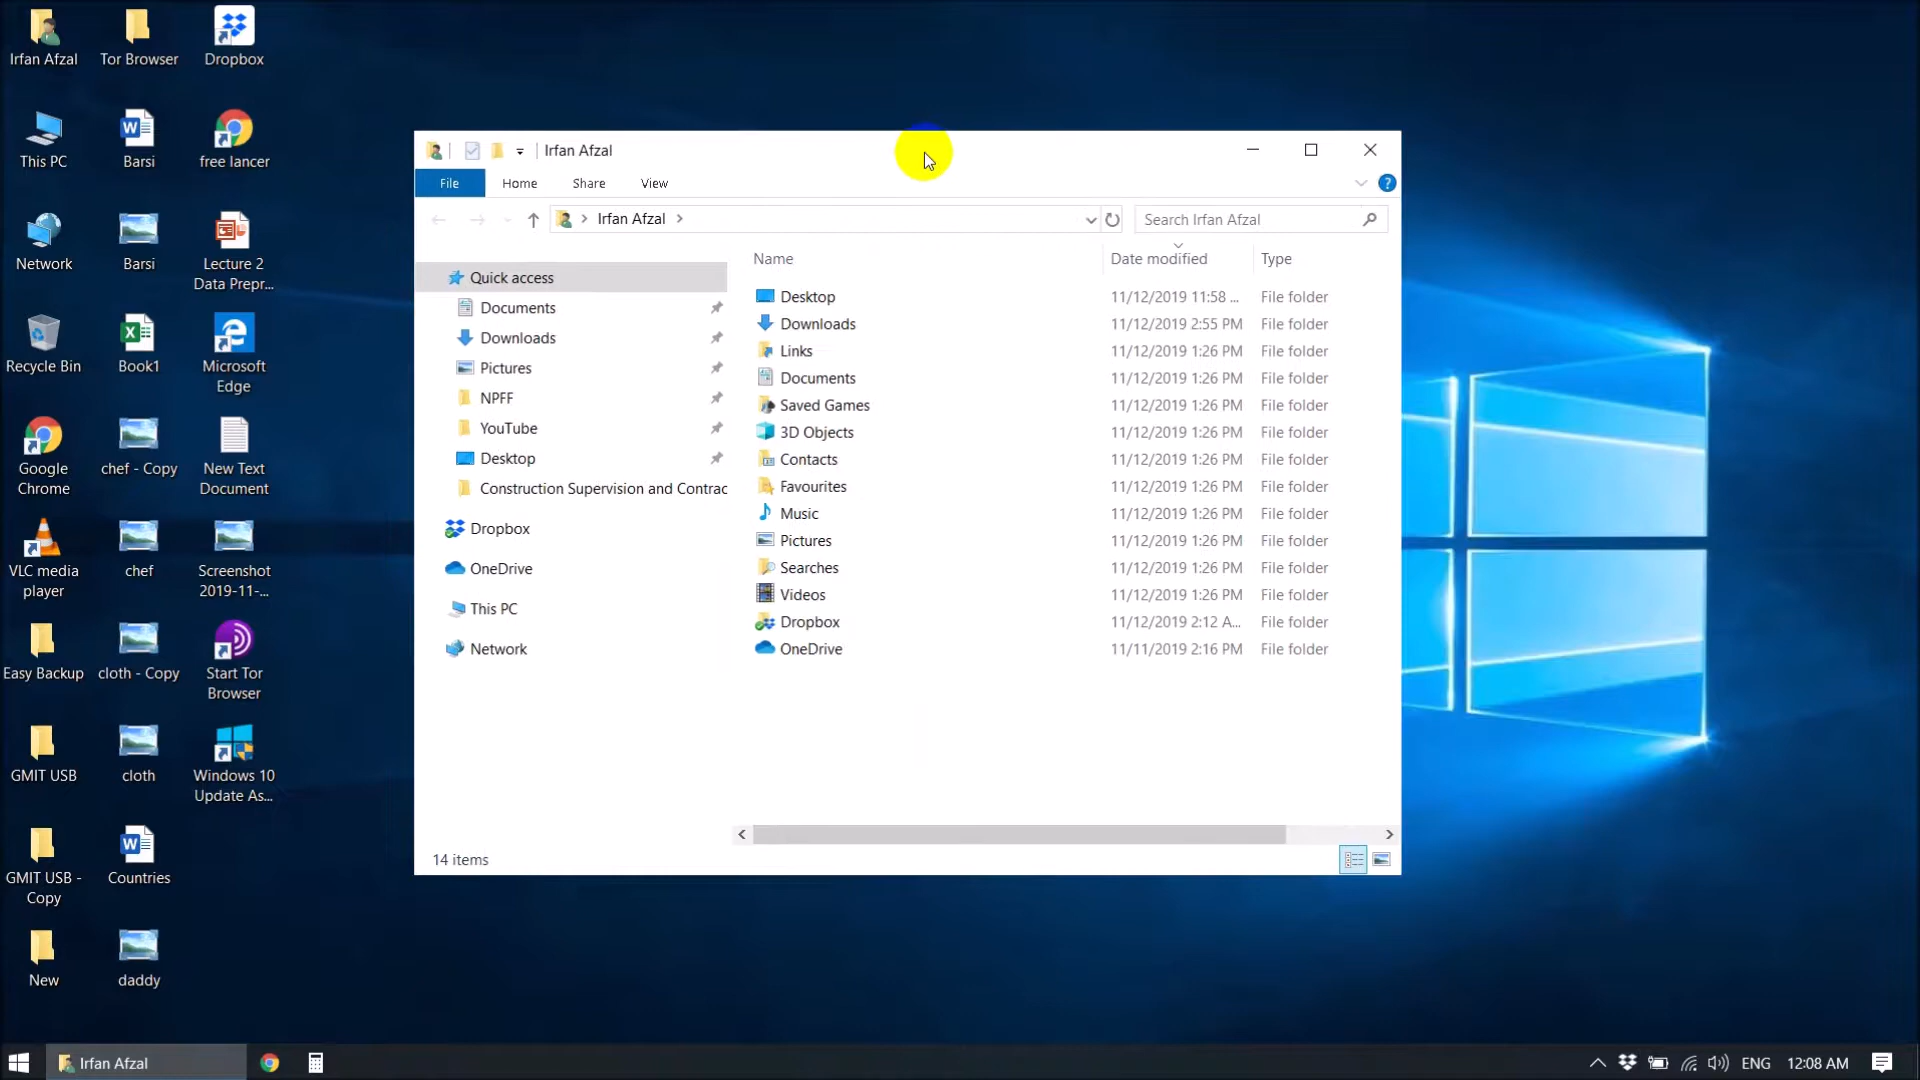 Irfan Afzal
Tor Browser
Dropbox
This PC
Barsi
free lancer
Network
Barsi
Lecture 2
Data Prepr...
Recycle Bin
Book1
Microsoft
Edge
Google
Chrome
chef - Copy
New Text
Document
VLC media
player
chef
Screenshot
2019-11-...
Easy Backup
cloth - Copy
Start Tor
Browser
GMIT USB
cloth
Windows 10
Update As...
GMIT USB -
Copy
Countries
New
daddy
Irfan Afzal
File Home Share View
Irfan Afzal
Search Irfan Afzal
Quick access
Documents
Downloads
Pictures
NPFF
YouTube
Desktop
Construction Supervision and Contrac
Dropbox
OneDrive
This PC
Network
Name Date modified Type
Desktop 11/12/2019 11:58 ... File folder
Downloads 11/12/2019 2:55 PM File folder
Links 11/12/2019 1:26 PM File folder
Documents 11/12/2019 1:26 PM File folder
Saved Games 11/12/2019 1:26 PM File folder
3D Objects 11/12/2019 1:26 PM File folder
Contacts 11/12/2019 1:26 PM File folder
Favourites 11/12/2019 1:26 PM File folder
Music 11/12/2019 1:26 PM File folder
Pictures 11/12/2019 1:26 PM File folder
Searches 11/12/2019 1:26 PM File folder
Videos 11/12/2019 1:26 PM File folder
Dropbox 11/12/2019 2:12 A... File folder
OneDrive 11/11/2019 2:16 PM File folder
14 items
Irfan Afzal
ENG 12:08 AM